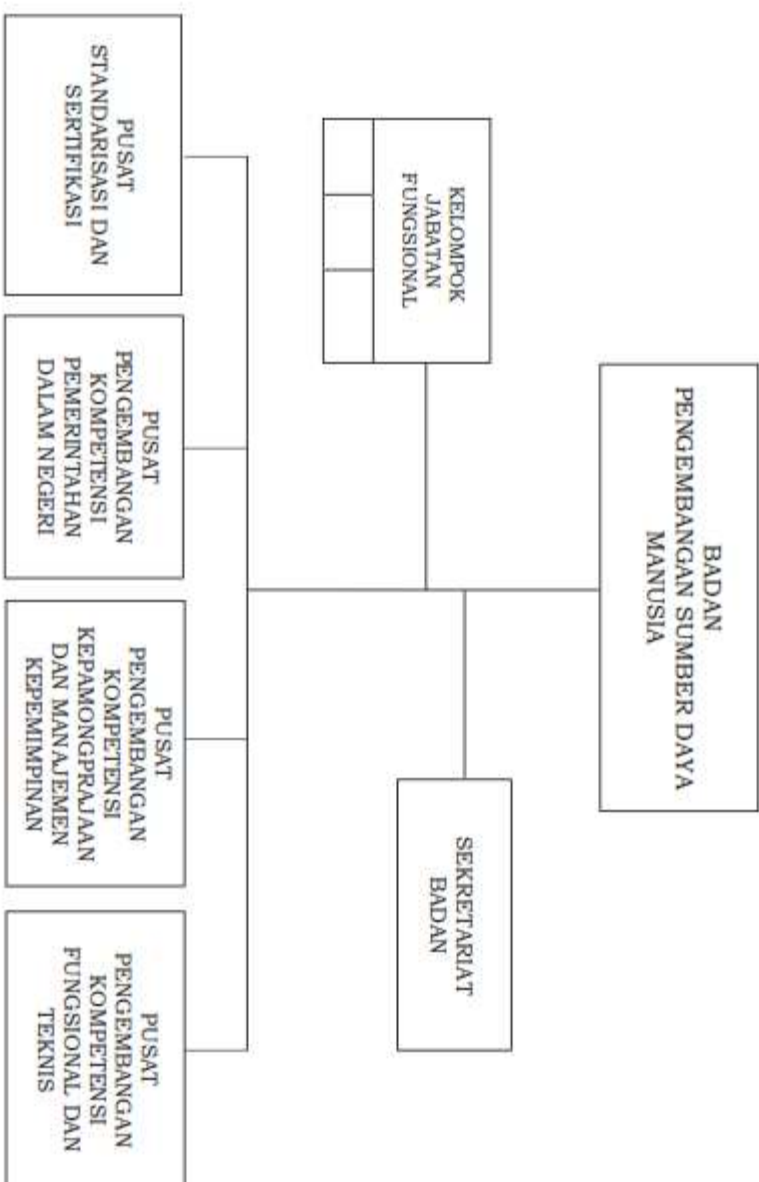 BADAN
PENGEMBANGAN SUMBER DAYA
MANUSIA
KELOMPOK
JABATAN
FUNGSIONAL
SEKRETARIAT
BADAN
PUSAT
STANDARISASI DAN
SERTIFIKASI
PUSAT
PENGEMBANGAN
KOMPETENSI
PEMERINTAHAN
DALAM NEGERI
PUSAT
PENGEMBANGAN
KOMPETENSI
KEPAMONGPRAJAAN
DAN MANAJEMEN
KEPEMIMPINAN
PUSAT
PENGEMBANGAN
KOMPETENSI
FUNGSIONAL DAN
TEKNIS